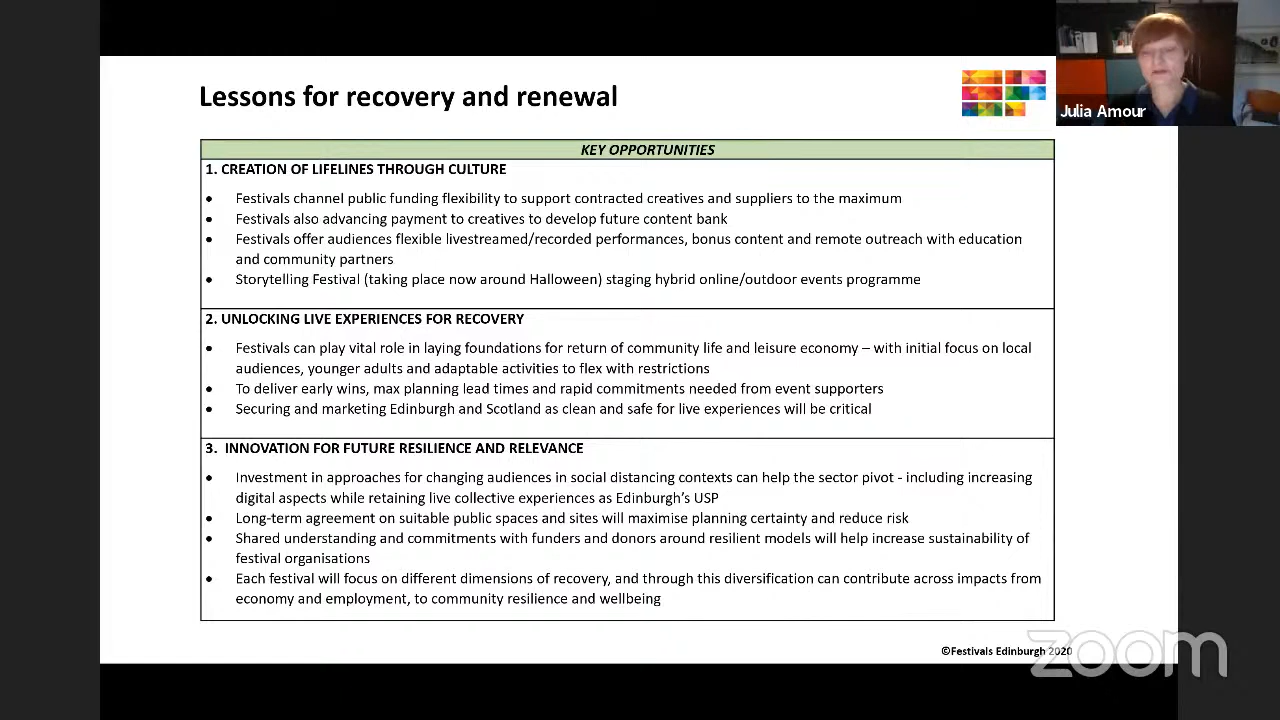 Lessons for recovery and renewal
Julia Amour
KEY OPPORTUNITIES
1. CREATION OF LIFELINES THROUGH CULTURE
• Festivals channel public funding flexibility to support contracted creatives and suppliers to the maximum
• Festivals also advancing payment to creatives to develop future content bank
• Festivals offer audiences flexible livestreamed/recorded performances, bonus content and remote outreach with education
and community partners
• Storytelling Festival (taking place now around Halloween) staging hybrid online/outdoor events programme
2. UNLOCKING LIVE EXPERIENCES FOR RECOVERY
• Festivals can play vital role in laying foundations for return of community life and leisure economy – with initial focus on local
audiences, younger adults and adaptable activities to flex with restrictions
• To deliver early wins, max planning lead times and rapid commitments needed from event supporters
• Securing and marketing Edinburgh and Scotland as clean and safe for live experiences will be critical
3. INNOVATION FOR FUTURE RESILIENCE AND RELEVANCE
• Investment in approaches for changing audiences in social distancing contexts can help the sector pivot - including increasing
digital aspects while retaining live collective experiences as Edinburgh's USP
• Long-term agreement on suitable public spaces and sites will maximise planning certainty and reduce risk
• Shared understanding and commitments with funders and donors around resilient models will help increase sustainability of
festival organisations
• Each festival will focus on different dimensions of recovery, and through this diversification can contribute across impacts from
economy and employment, to community resilience and wellbeing
©Festivals Edinburgh 2020
zoom